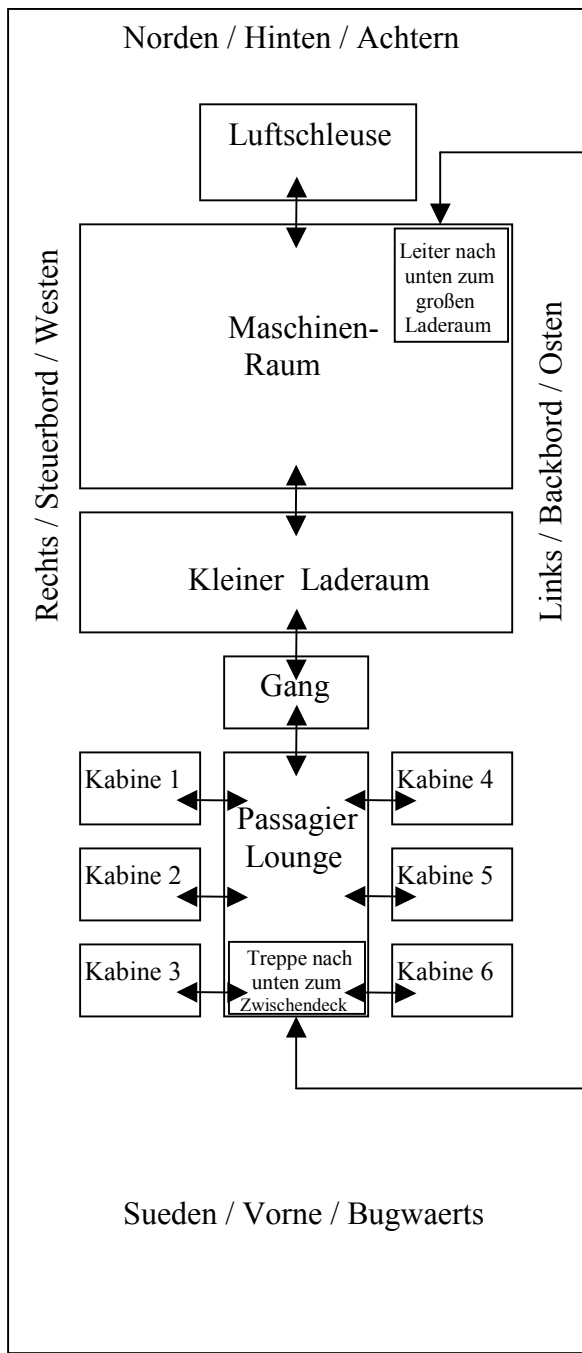 Norden / Hinten / Achtern
Luftschleuse
Leiter nach
unten zum
großen
Laderaum
Maschinen-
Raum
Rechts / Steuerbord / Westen
Links / Backbord / Osten
Kleiner Laderaum
Gang
Kabine 1
Kabine 4
Passagier
Lounge
Kabine 2
Kabine 5
Kabine 3
Treppe nach
unten zum
Zwischendeck
Kabine 6
Sueden / Vorne / Bugwaerts